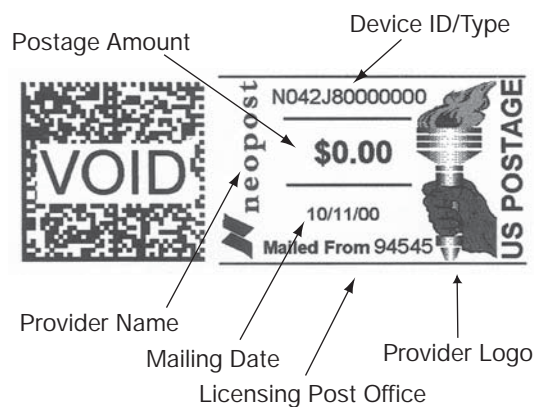 Device ID/Type
Postage Amount
VOID
neopost
N042J80000000
$0.00
10/11/00
Mailed From 94545
US POSTAGE
Provider Name
Mailing Date
Provider Logo
Licensing Post Office